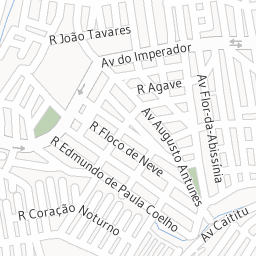 R João Tavares
Av do Imperador
R Agave
Av Flor-da-Abissínia
Av Augusto Antunes
R Floco de Neve
R Edmundo de Paula Coelho
R Coração Noturno
Av Caititu